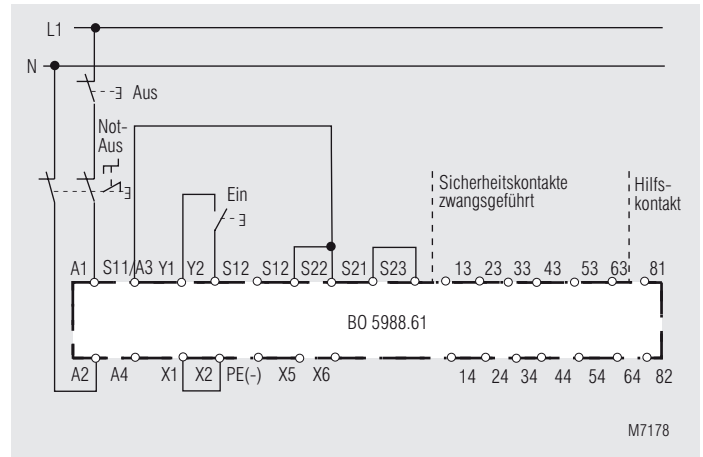 L1
N
Aus
Not-
Aus
Ein
Sicherheitskontakte
zwangsgeführt
Hilfs-
kontakt
A1 S11/A3 Y1 Y2 S12 S12 S22 S21 S23 13 23 33 43 53 63 81
BO 5988.61
A2 A4 X1 X2 PE(-) X5 X6 14 24 34 44 54 64 82
M7178